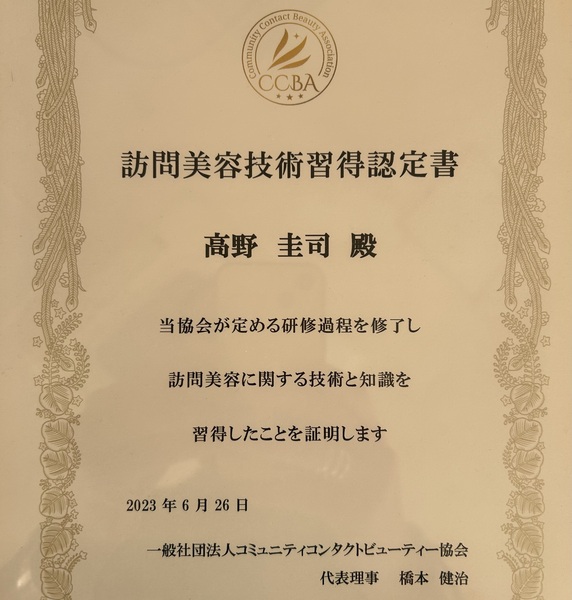 Community Contact Beauty Association
CCBA
訪問美容技術習得認定書
高野 圭司 殿
当協会が定める研修過程を修了し
訪問美容に関する技術と知識を
習得したことを証明します
2023 年 6 月 26 日
一般社団法人コミュニティコンタクトビューティー協会
代表理事 橋本 健治